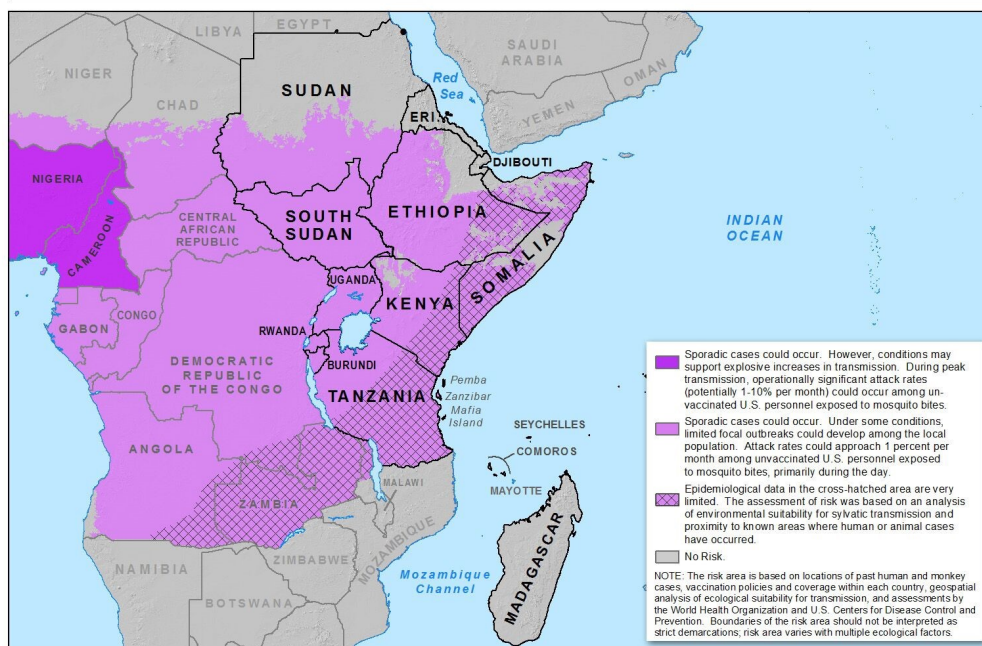 EGYPT
LIBYA
SAUDI
ARABIA
NIGER
OMAN
Red
Sea
CHAD
SUDAN
YEMEN
ERI.
DJIBOUTI
NIGERIA
ETHIOPIA
CENTRAL
AFRICAN
REPUBLIC
SOUTH
SUDAN
INDIAN
OCEAN
CAMEROON
SOMALIA
UGANDA
KENYA
CONGO
GABON
RWANDA
DEMOCRATIC
REPUBLIC
OF THE CONGO
BURUNDI
TANZANIA
Pemba
Zanzibar
Mafia
Island
SEYCHELLES
ANGOLA
COMOROS
MALAWI
MAYOTTE
ZAMBIA
MOZAMBIQUE
ZIMBABWE
NAMIBIA
Mozambique
Channel
MADAGASCAR
BOTSWANA
Sporadic cases could occur. However, conditions may
support explosive increases in transmission. During peak
transmission, operationally significant attack rates
(potentially 1-10% per month) could occur among un-
vaccinated U.S. personnel exposed to mosquito bites.
Sporadic cases could occur. Under some conditions,
limited local outbreaks could develop among the local
population. Attack rates could approach 1 percent per
month among unvaccinated U.S. personnel exposed
to mosquito bites, primarily during the day.
Epidemiological data in the cross-hatched area are very
limited. The assessment of risk was based on an analysis
of environmental suitability for sylvatic transmission and
proximity to known areas where human or animal cases
have occurred.
No Risk.
NOTE: The risk area is based on locations of past human and monkey
cases, vaccination policies and coverage within each country, geospatial
analysis of ecological suitability for transmission, and assessments by
the World Health Organization and U.S. Centers for Disease Control and
Prevention. Boundaries of the risk area should not be interpreted as
strict demarcations; risk area varies with multiple ecological factors.